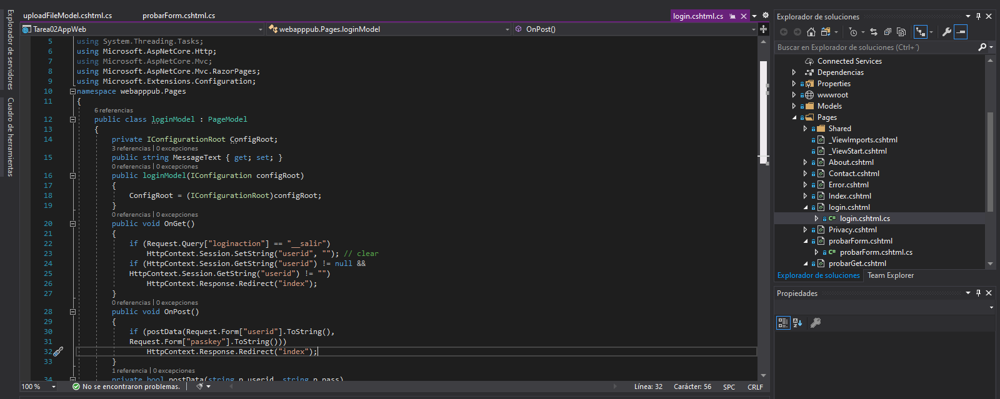 uploadFileModel.cshtml.cs
probarForm.cshtml.cs
login.cshtml.cs
Tarea02AppWeb
webapppub.Pages.loginModel
OnPost()
Explorador de servidores
Cuadro de herramientas
5 using System.Threading.Tasks;
6 using Microsoft.AspNetCore.Http;
7 using Microsoft.AspNetCore.Mvc;
8 using Microsoft.AspNetCore.Mvc.RazorPages;
9 using Microsoft.Extensions.Configuration;
10 namespace webapppub.Pages
11 {
6 referencias
12 public class loginModel : PageModel
13 {
14 private IConfigurationRoot ConfigRoot;
3 referencias | 0 excepciones
15 public string MessageText { get; set; }
0 referencias | 0 excepciones
16 public loginModel(IConfiguration configRoot)
17 {
18 ConfigRoot = (IConfigurationRoot)configRoot;
19 }
0 referencias | 0 excepciones
20 public void OnGet()
21 {
22 if (Request.Query["loginaction"] == "__salir")
23 HttpContext.Session.SetString("userid", ""); // clear
24 if (HttpContext.Session.GetString("userid") != null &&
25 HttpContext.Session.GetString("userid") != "")
26 HttpContext.Response.Redirect("index");
27 }
0 referencias | 0 excepciones
28 public void OnPost()
29 {
30 if (postData(Request.Form["userid"].ToString(),
31 Request.Form["passkey"].ToString()))
32 HttpContext.Response.Redirect("index");
33 }
1 referencia | 0 excepciones
34 private bool postData(string p_userid, string p_pass)
100 %
No se encontraron problemas.
Línea: 32
Carácter: 56
SPC
CRLF
Explorador de soluciones
Buscar en Explorador de soluciones (Ctrl+´)
Connected Services
Dependencias
Properties
wwwroot
Models
Pages
Shared
_ViewImports.cshtml
_ViewStart.cshtml
About.cshtml
Contact.cshtml
Error.cshtml
Index.cshtml
login.cshtml
C# login.cshtml.cs
Privacy.cshtml
probarForm.cshtml
C# probarForm.cshtml.cs
probarGet.cshtml
Explorador de soluciones
Team Explorer
Propiedades